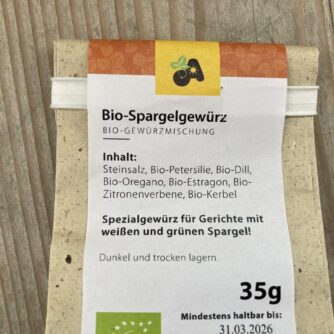 Bio-Spargelgewürz
BIO-GEWÜRZMISCHUNG
Inhalt:
Steinsalz, Bio-Petersilie, Bio-Dill,
Bio-Oregano, Bio-Estragon, Bio-
Zitronenverbene, Bio-Kerbel
Spezialgewürz für Gerichte mit
weißen und grünen Spargel!
Dunkel und trocken lagern.
35g
Mindestens haltbar bis:
31.03.2026